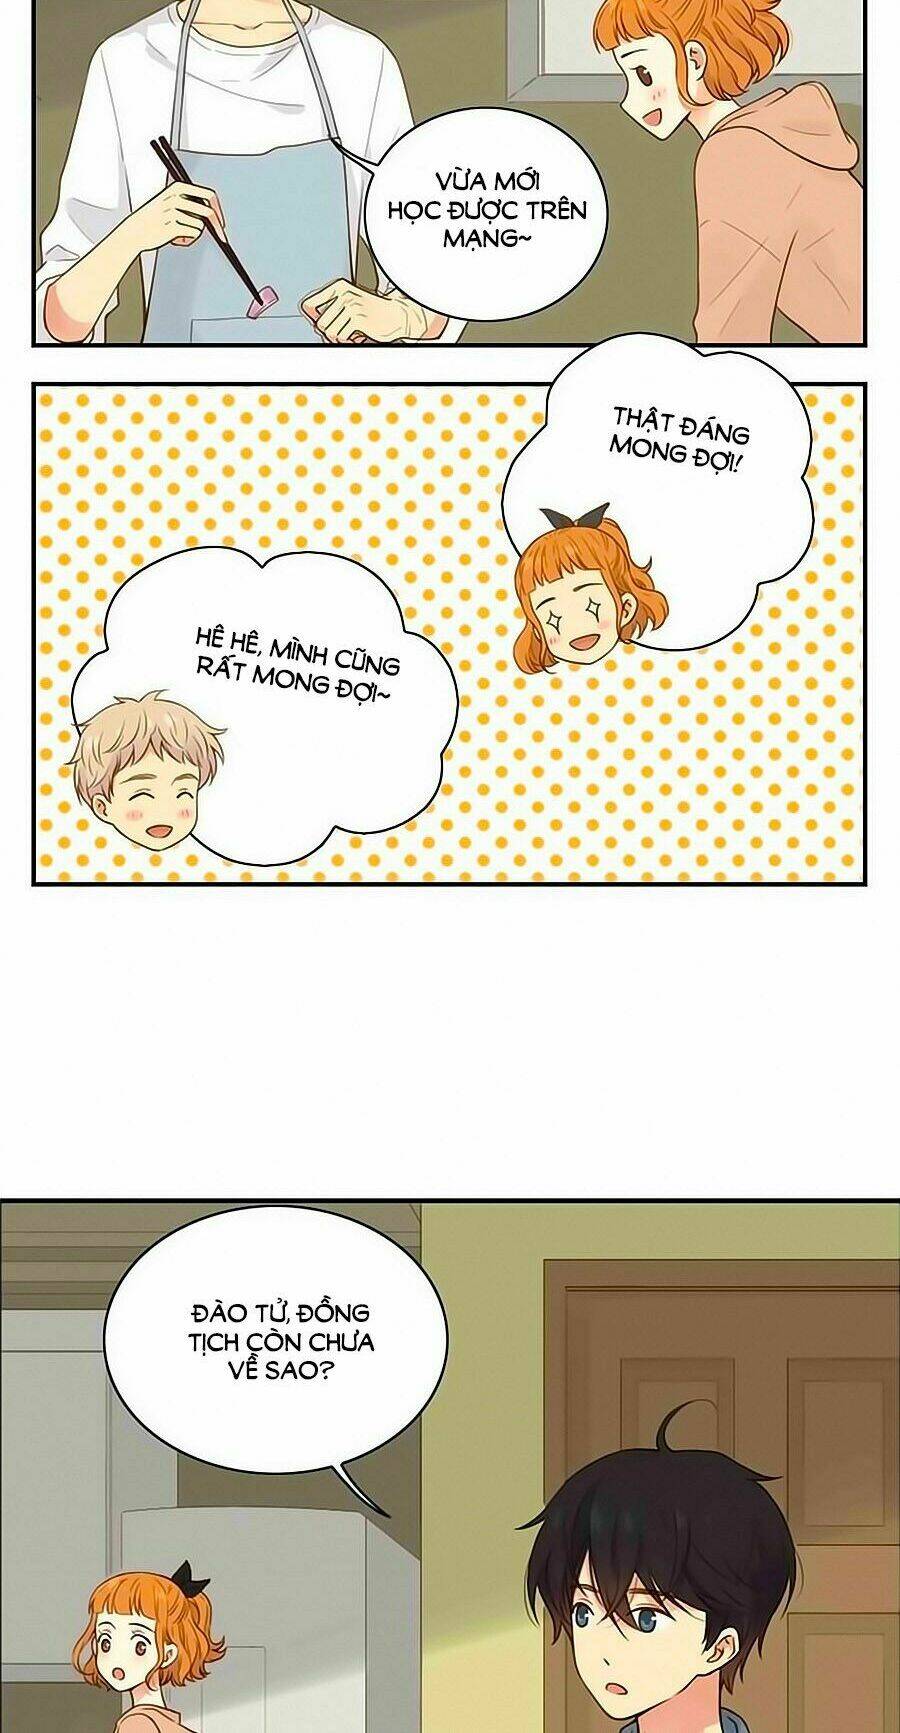 VỪA MỚI
HỌC ĐƯỢC TRÊN
MẠNG~
THẬT ĐÁNG
MONG ĐỢI!
HÊ HÊ, MÌNH CŨNG
RẤT MONG ĐỢI~
ĐÀO TỬ, ĐỒNG
TỊCH CÒN CHƯA
VỀ SAO?